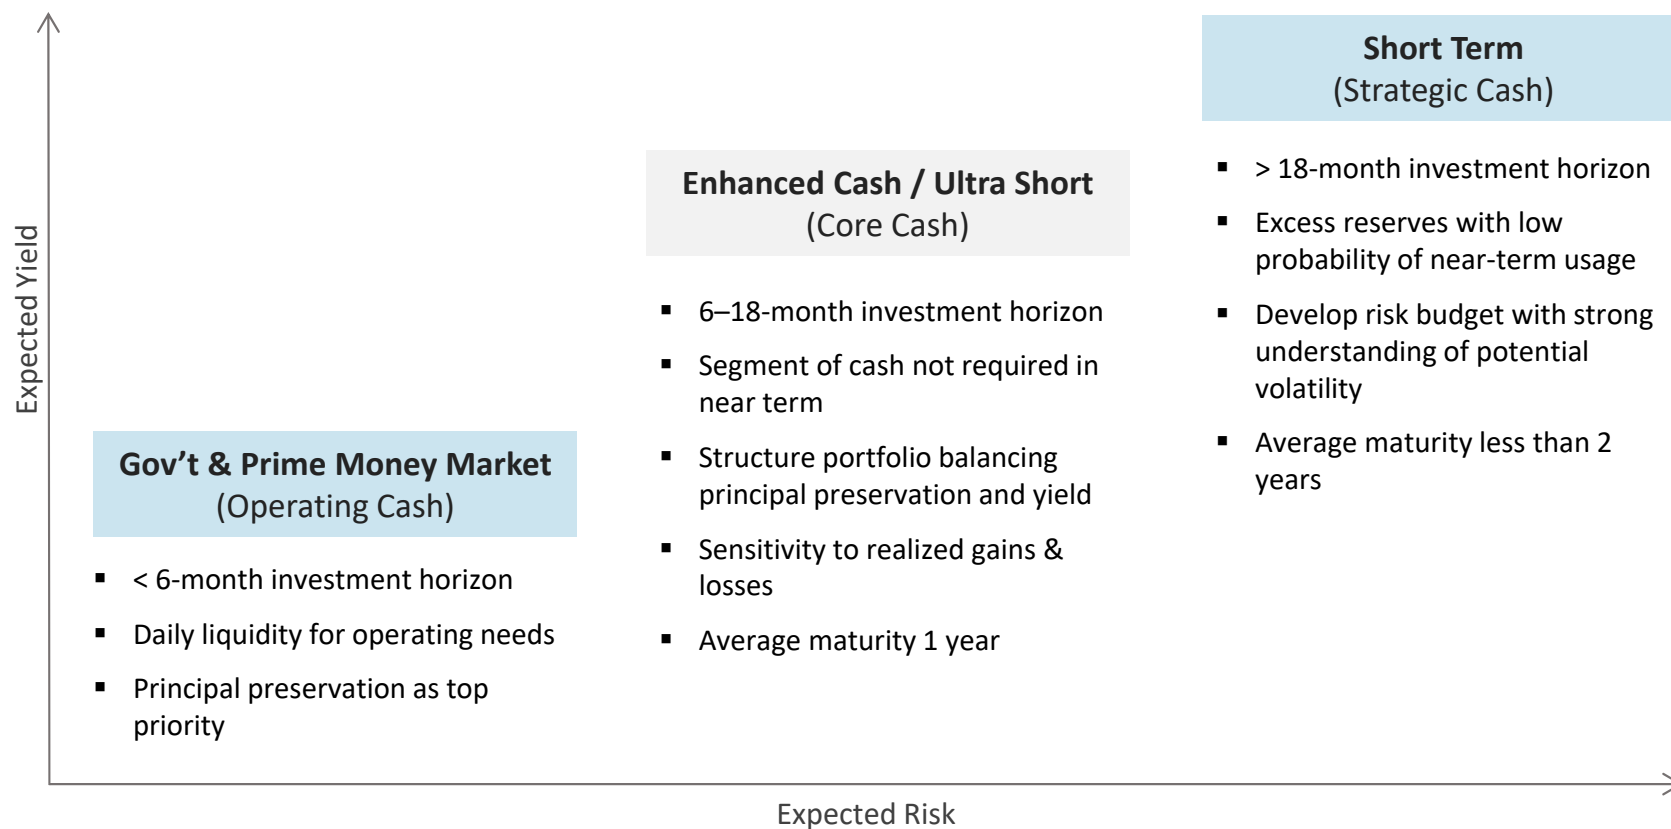 Expected Yield
Gov't & Prime Money Market
(Operating Cash)
▪ < 6-month investment horizon
▪ Daily liquidity for operating needs
▪ Principal preservation as top
priority
Enhanced Cash / Ultra Short
(Core Cash)
▪ 6–18-month investment horizon
▪ Segment of cash not required in
near term
▪ Structure portfolio balancing
principal preservation and yield
▪ Sensitivity to realized gains &
losses
▪ Average maturity 1 year
Short Term
(Strategic Cash)
▪ > 18-month investment horizon
▪ Excess reserves with low
probability of near-term usage
▪ Develop risk budget with strong
understanding of potential
volatility
▪ Average maturity less than 2
years
Expected Risk